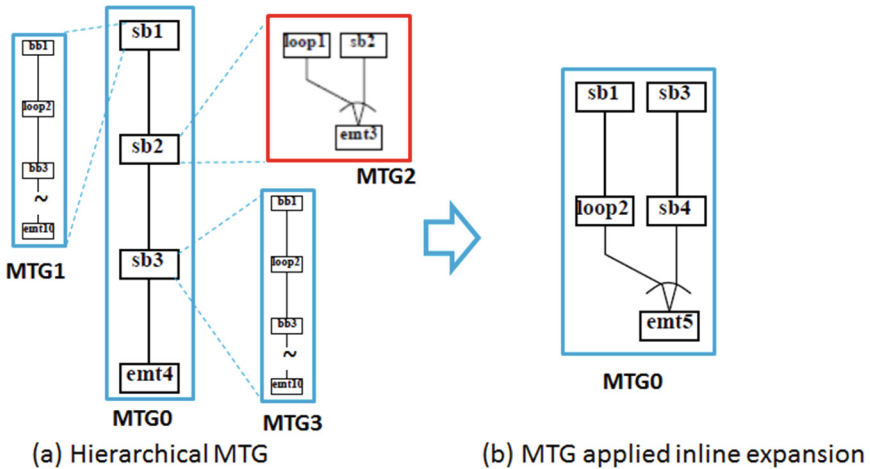 bb1
loop2
bb3
~
emt10
MTG1
sb1
sb2
sb3
emt4
MTG0
loop1 sb2
emt3
MTG2
bb1
loop2
bb3
~
emt10
MTG3
(a) Hierarchical MTG
sb1 sb3
loop2 sb4
emt5
MTG0
(b) MTG applied inline expansion